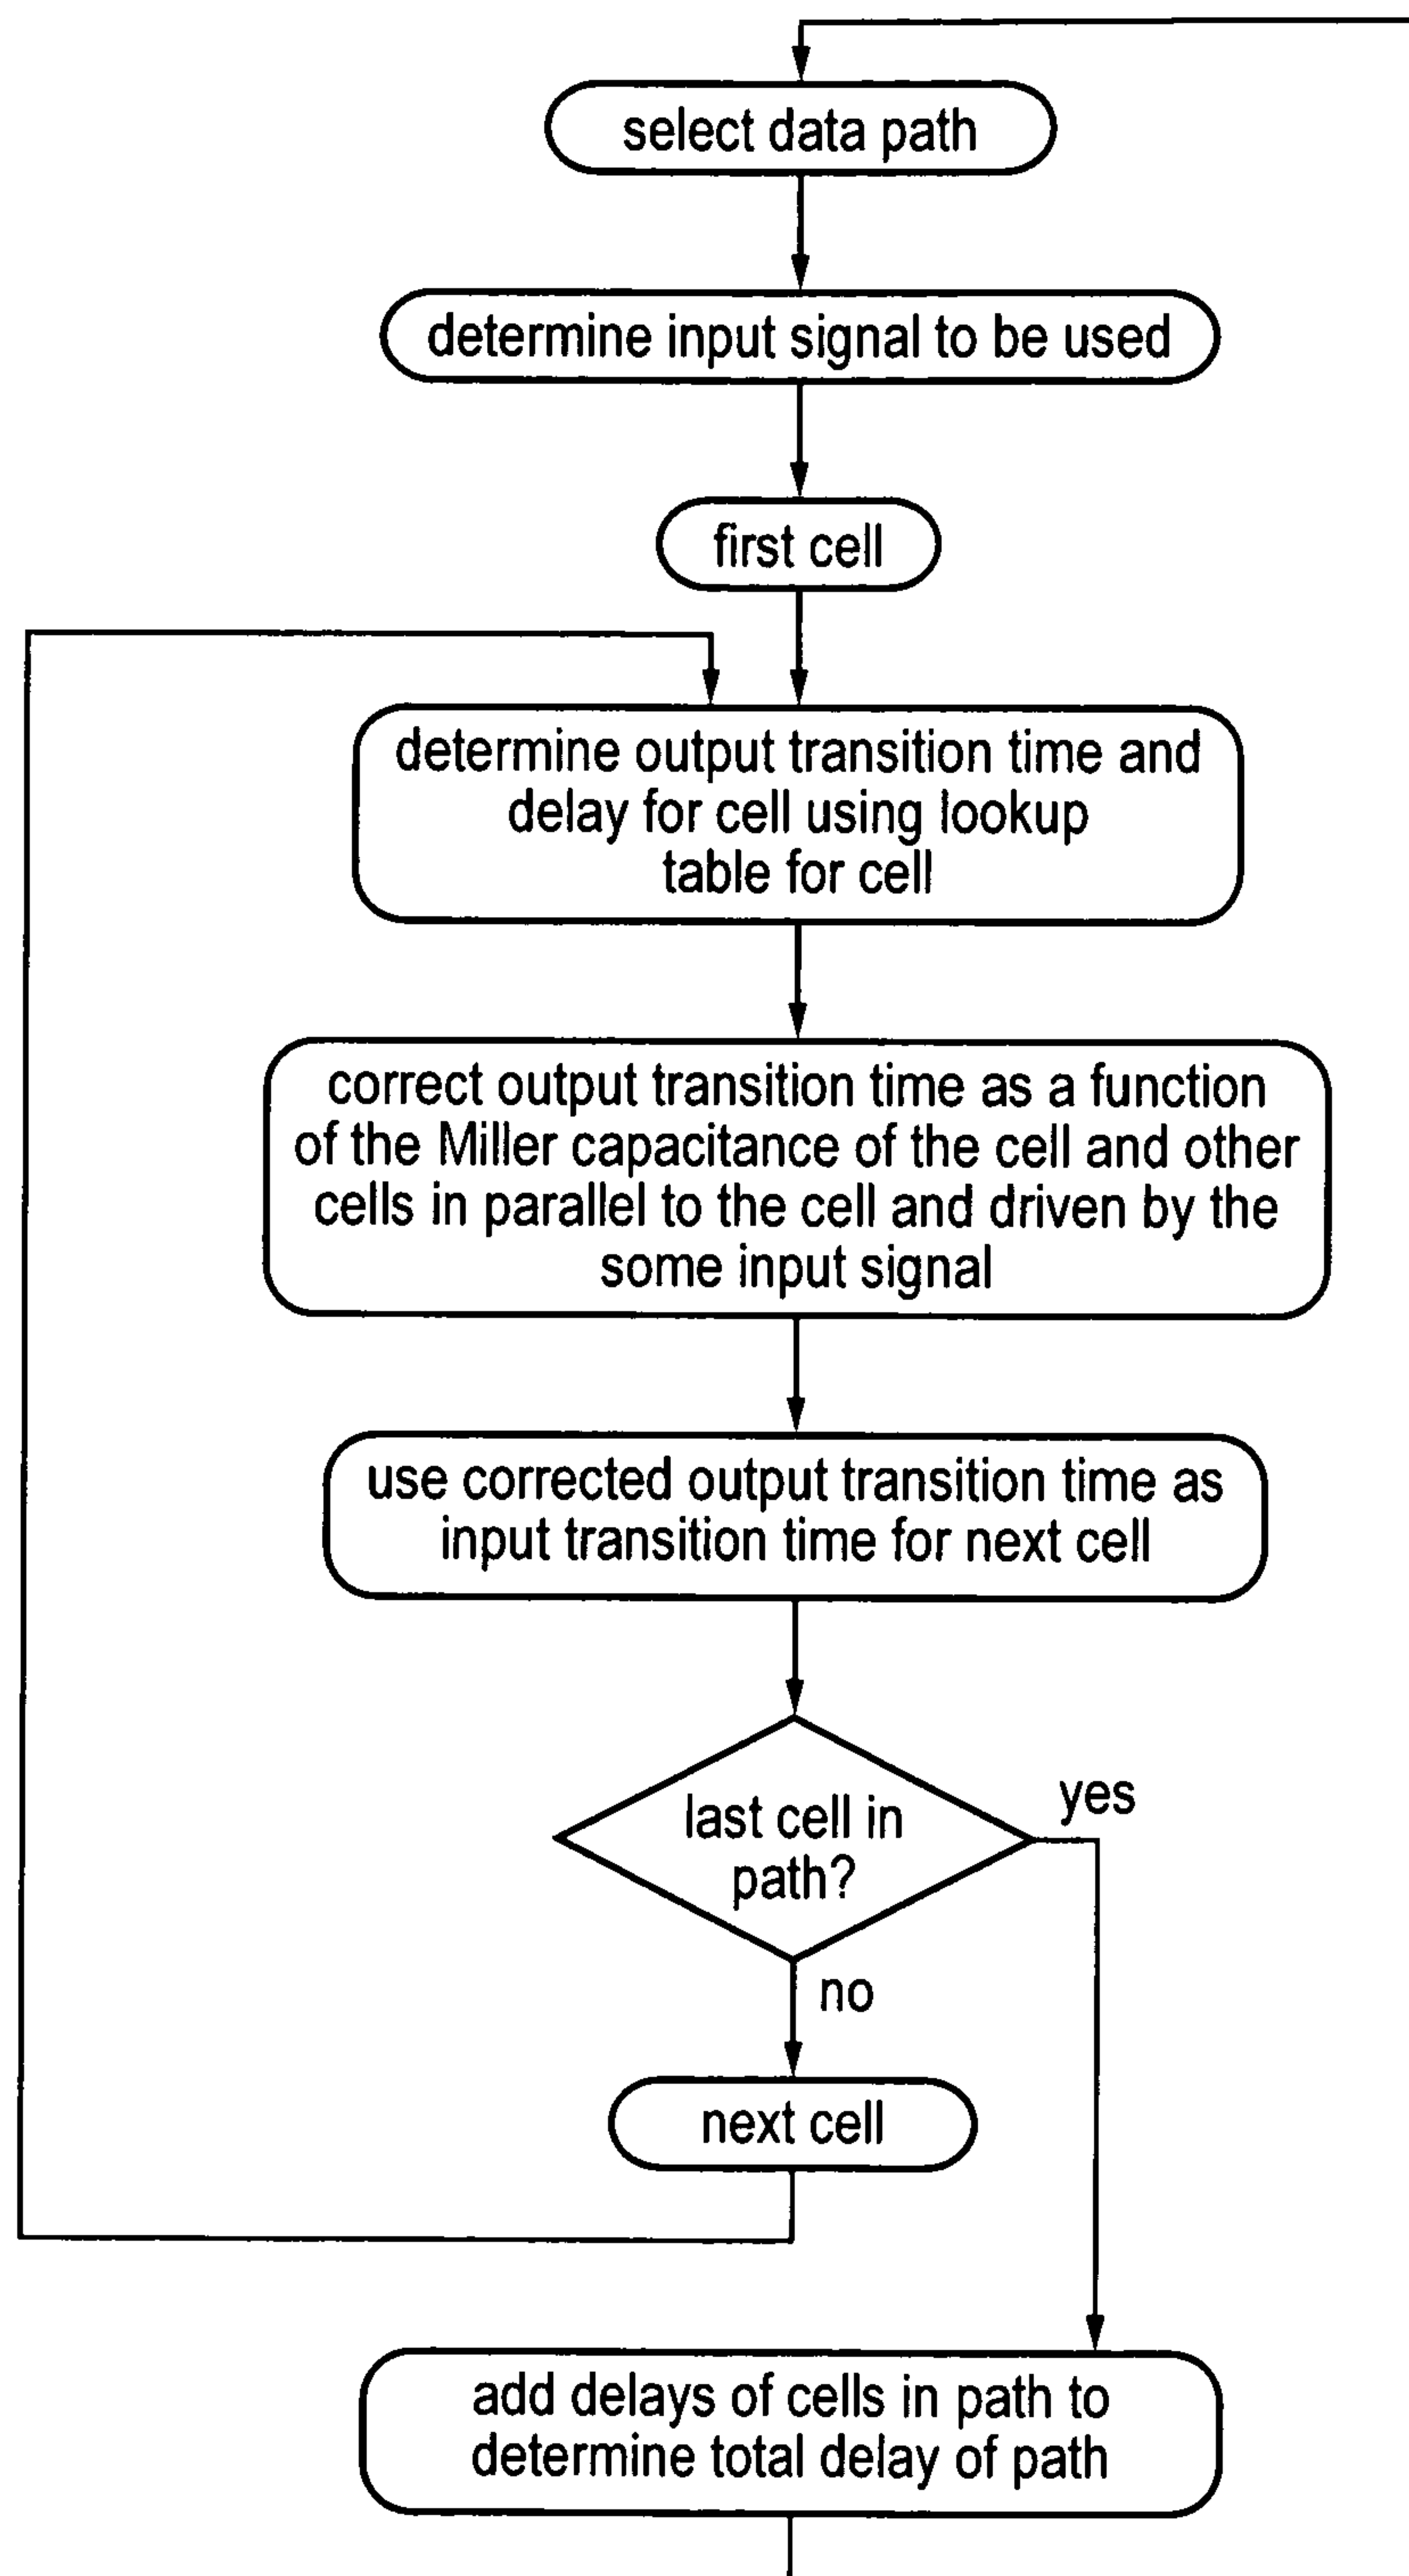 select data path
determine input signal to be used
first cell
determine output transition time and
delay for cell using lookup
table for cell
correct output transition time as a function
of the Miller capacitance of the cell and other
cells in parallel to the cell and driven by the
some input signal
use corrected output transition time as
input transition time for next cell
last cell in
path?
yes
no
next cell
add delays of cells in path to
determine total delay of path